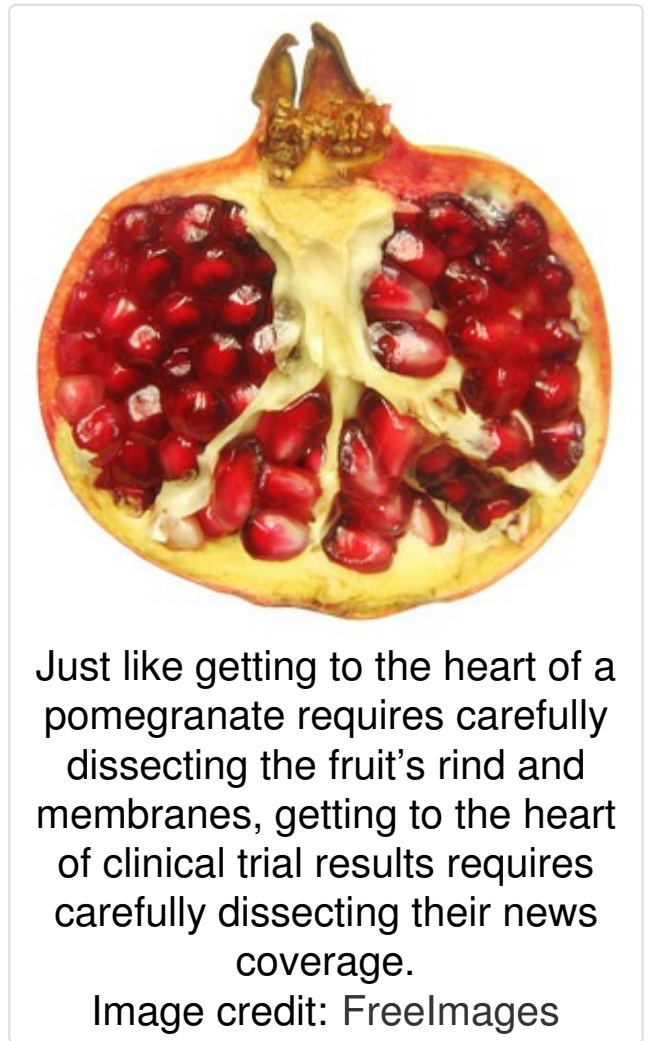 Just like getting to the heart of a
pomegranate requires carefully
dissecting the fruit’s rind and
membranes, getting to the heart
of clinical trial results requires
carefully dissecting their news
coverage.
Image credit: FreeImages